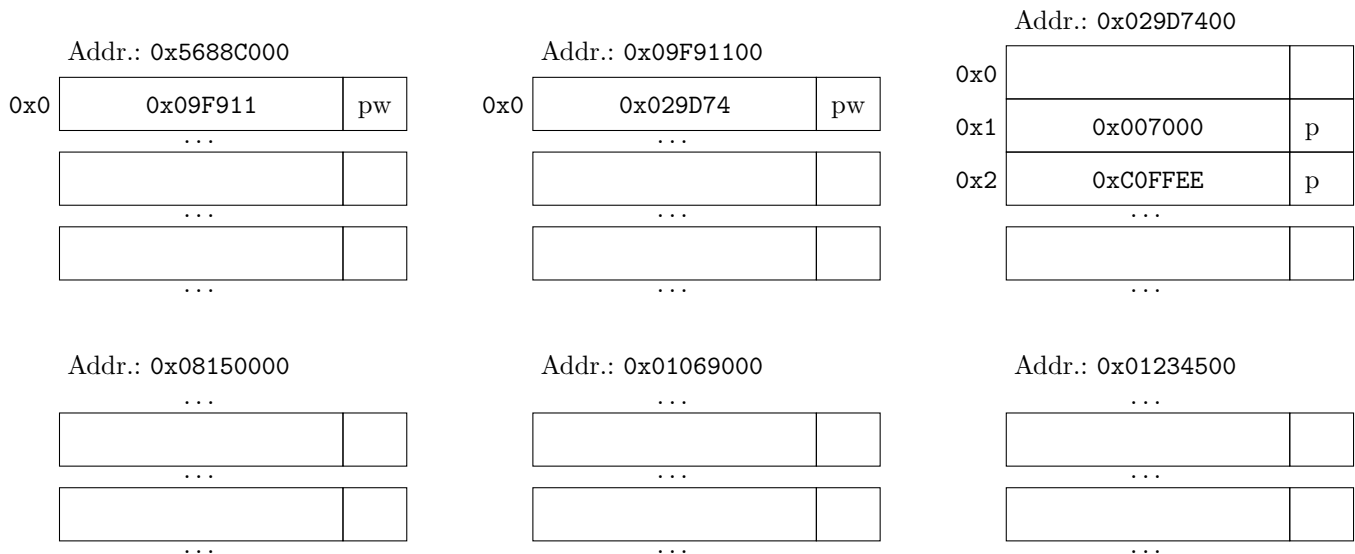 Addr.: 0x029D7400
Addr.: 0x5688C000 Addr.: 0x09F91100
0x0
0x0 0x09F911 pw 0x0 0x029D74 pw
0x1 0x007000 p
... ...
0x2 0xC0FFEE p
... ... ...
... ... ...
Addr.: 0x08150000 Addr.: 0x01069000 Addr.: 0x01234500
... ... ...
... ... ...
... ... ...